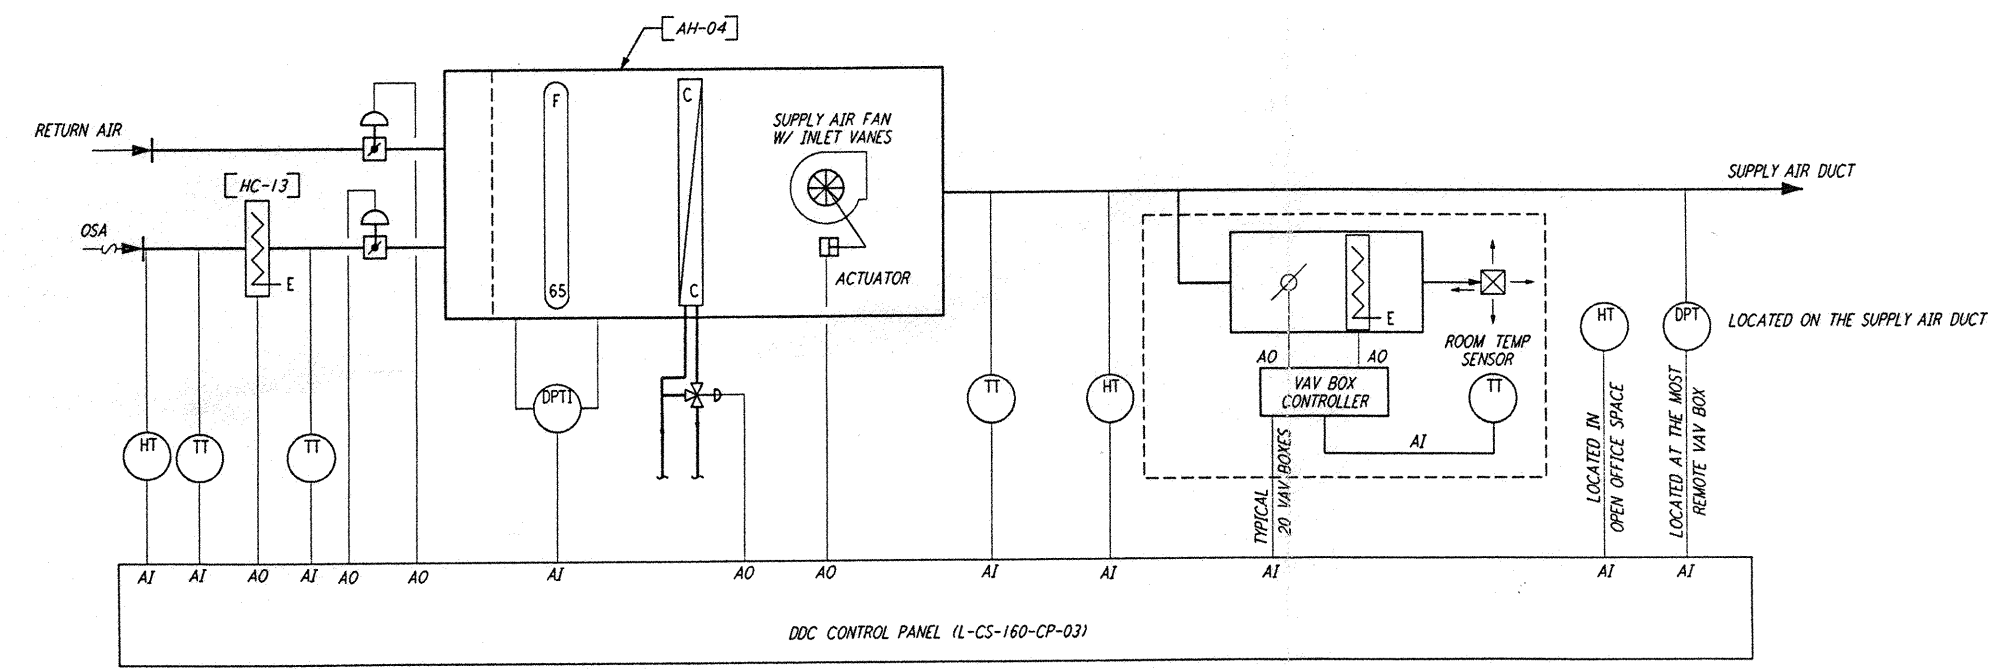 [AH-04]
RETURN AIR
[HC-13]
OSA
E
F
65
C
C
SUPPLY AIR FAN
W/ INLET VANES
ACTUATOR
SUPPLY AIR DUCT
E
AO
AO
VAV BOX
CONTROLLER
ROOM TEMP
SENSOR
TT
AI
HT
DPT
LOCATED ON THE SUPPLY AIR DUCT
HT
TT
TT
DPTI
TT
HT
TYPICAL
20 VAV BOXES
LOCATED IN
OPEN OFFICE SPACE
LOCATED AT THE MOST
REMOTE VAV BOX
AI
AI
AO
AI
AO
AO
AI
AO
AO
AI
AI
AI
AI
AI
DDC CONTROL PANEL (L-CS-160-CP-03)